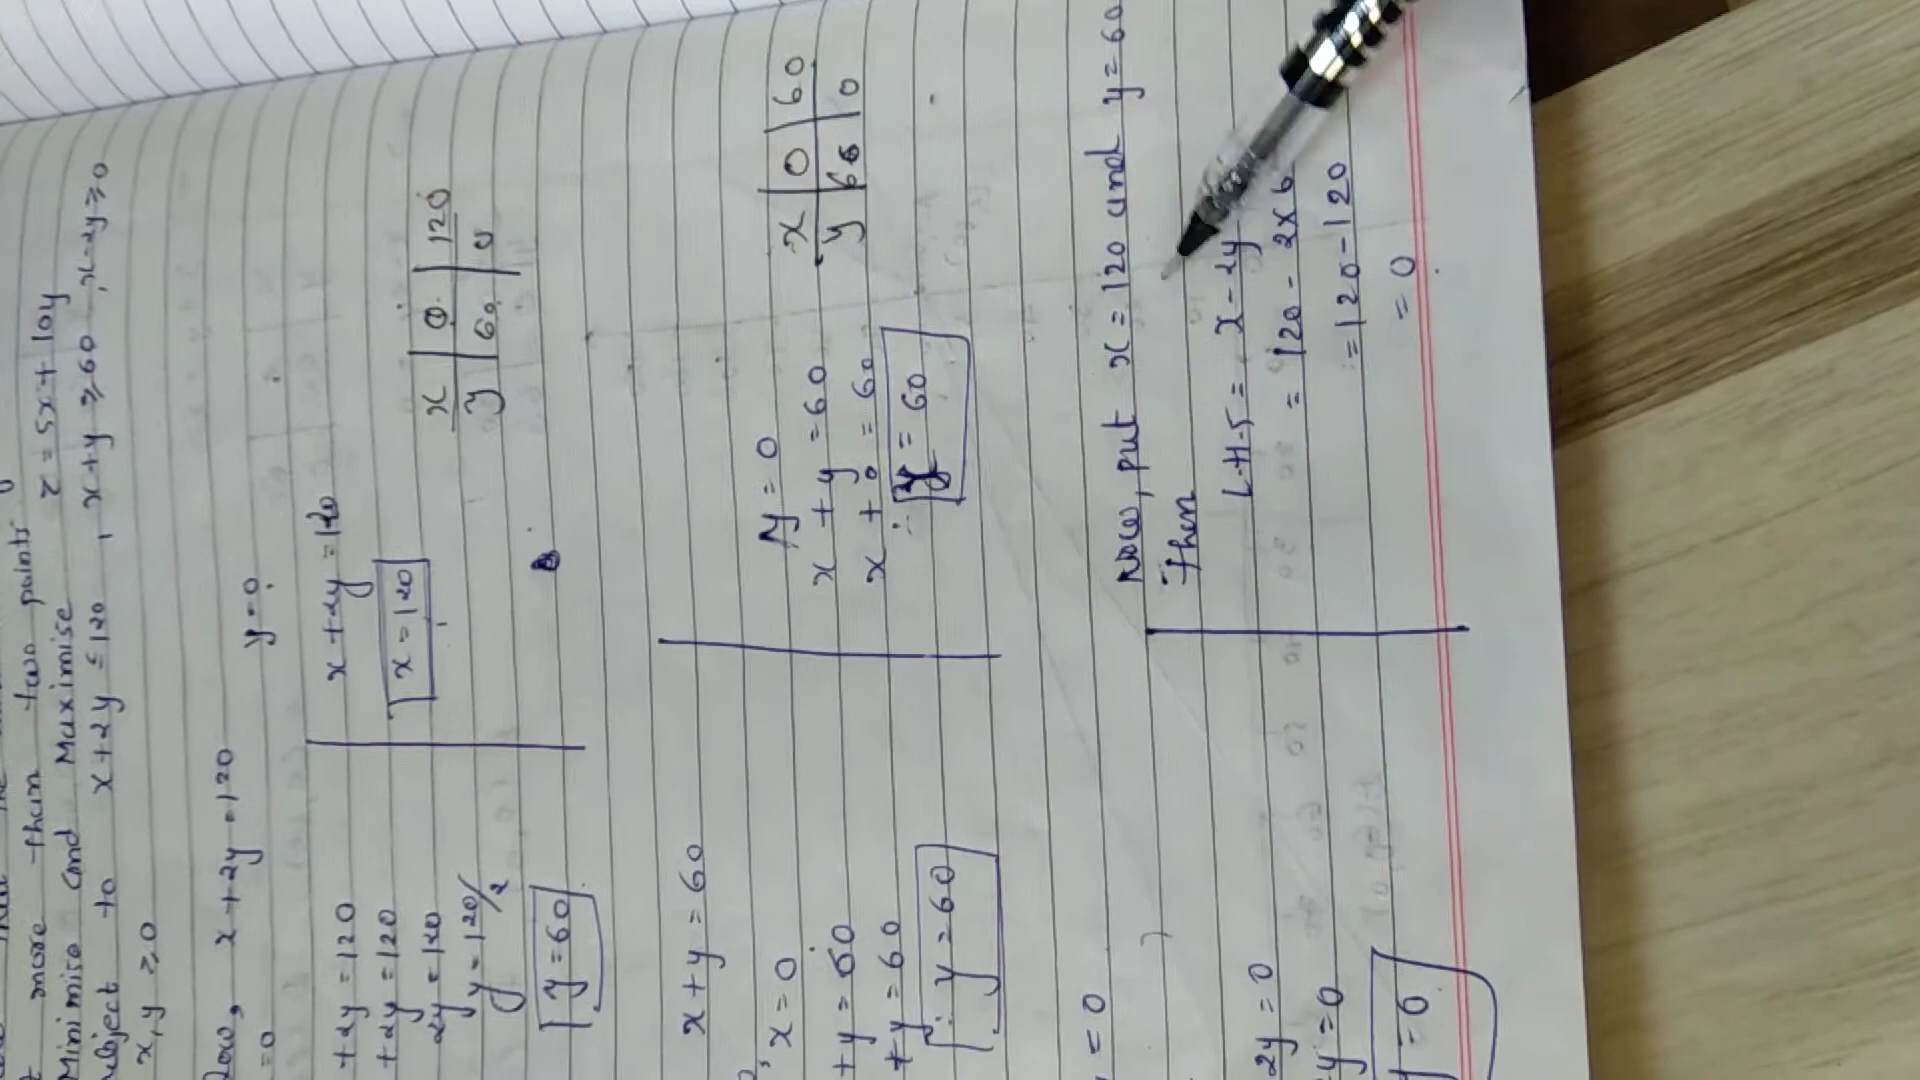 more than two points
Minimise and Maximise z = 5x + 10y
subject to x+2y ≤ 120 , x+y ≥ 60 , x-2y ≥ 0
x, y ≥ 0
Now, x + 2y = 120
=0 y=0
+2y = 120 x + 2y = 120
+2y = 120 x = 120
2y = 120
y = 120/2
y = 60
x 0 120
y 60 0
x + y = 60
x = 0 y = 0
+ y = 60 x + y = 60
+ y = 60 x + 0 = 60
y = 60 ∴ y = 60
x 0 60
y 60 0
= 0 Now, put x = 120 and y = 60
Then
2y = 0 L.H.S = x - 2y
y = 0 = 120 - 2×6
= 0 = 120 - 120
= 0